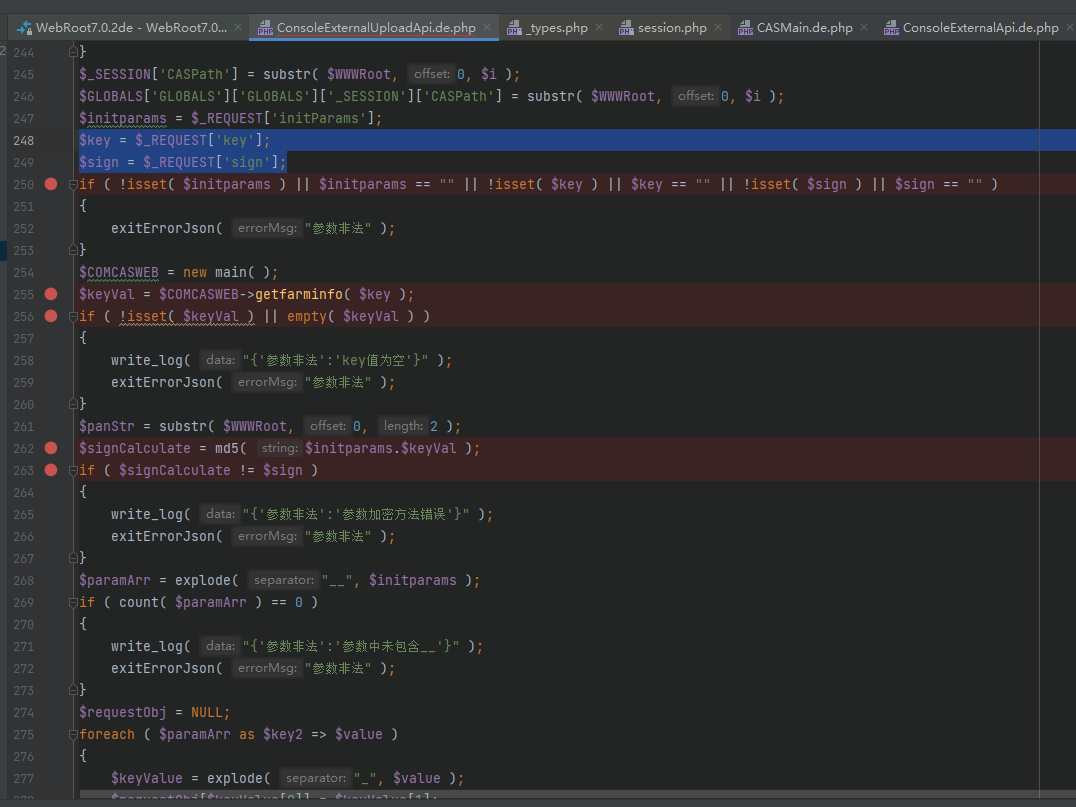 WebRoot7.0.2de - WebRoot7.0... ConsoleExternalUploadApi.de.php _types.php session.php CASMain.de.php ConsoleExternalApi.de.php
244 }
245 $_SESSION['CASPath'] = substr( $WWWRoot, offset: 0, $i );
246 $GLOBALS['GLOBALS']['GLOBALS']['_SESSION']['CASPath'] = substr( $WWWRoot, offset: 0, $i );
247 $initparams = $_REQUEST['initParams'];
248 $key = $_REQUEST['key'];
249 $sign = $_REQUEST['sign'];
250 if ( !isset( $initparams ) || $initparams == "" || !isset( $key ) || $key == "" || !isset( $sign ) || $sign == "" )
251 {
252 exitErrorJson( errorMsg: "参数非法" );
253 }
254 $COMCASWEB = new main( );
255 $keyVal = $COMCASWEB->getfarminfo( $key );
256 if ( !isset( $keyVal ) || empty( $keyVal ) )
257 {
258 write_log( data: "{'参数非法':'key值为空'}" );
259 exitErrorJson( errorMsg: "参数非法" );
260 }
261 $panStr = substr( $WWWRoot, offset: 0, length: 2 );
262 $signCalculate = md5( string: $initparams.$keyVal );
263 if ( $signCalculate != $sign )
264 {
265 write_log( data: "{'参数非法':'参数加密方法错误'}" );
266 exitErrorJson( errorMsg: "参数非法" );
267 }
268 $paramArr = explode( separator: "__", $initparams );
269 if ( count( $paramArr ) == 0 )
270 {
271 write_log( data: "{'参数非法':'参数中未包含__'}" );
272 exitErrorJson( errorMsg: "参数非法" );
273 }
274 $requestObj = NULL;
275 foreach ( $paramArr as $key2 => $value )
276 {
277 $keyValue = explode( separator: "_", $value );